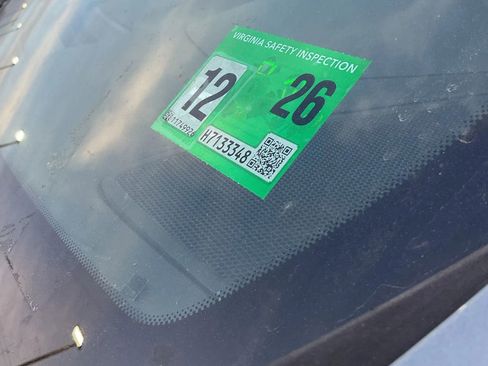 VIRGINIA SAFETY INSPECTION
12 26
H7133348